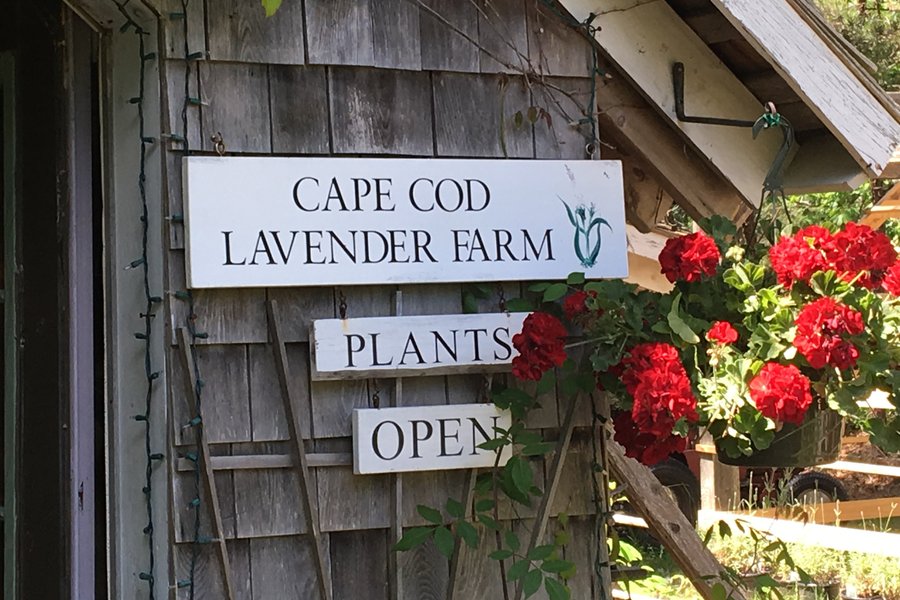 CAPE COD
LAVENDER FARM
PLANTS
OPEN